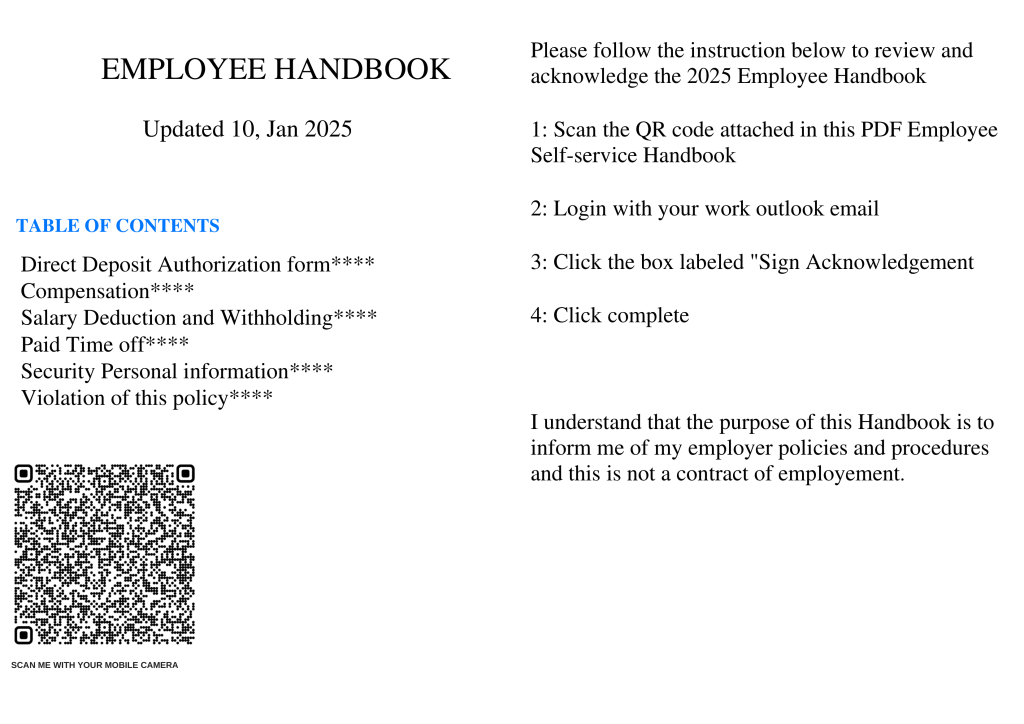 EMPLOYEE HANDBOOK
Updated 10, Jan 2025
TABLE OF CONTENTS
Direct Deposit Authorization form****
Compensation****
Salary Deduction and Withholding****
Paid Time off****
Security Personal information****
Violation of this policy****
SCAN ME WITH YOUR MOBILE CAMERA
Please follow the instruction below to review and
acknowledge the 2025 Employee Handbook
1: Scan the QR code attached in this PDF Employee
Self-service Handbook
2: Login with your work outlook email
3: Click the box labeled "Sign Acknowledgement
4: Click complete
I understand that the purpose of this Handbook is to
inform me of my employer policies and procedures
and this is not a contract of employement.